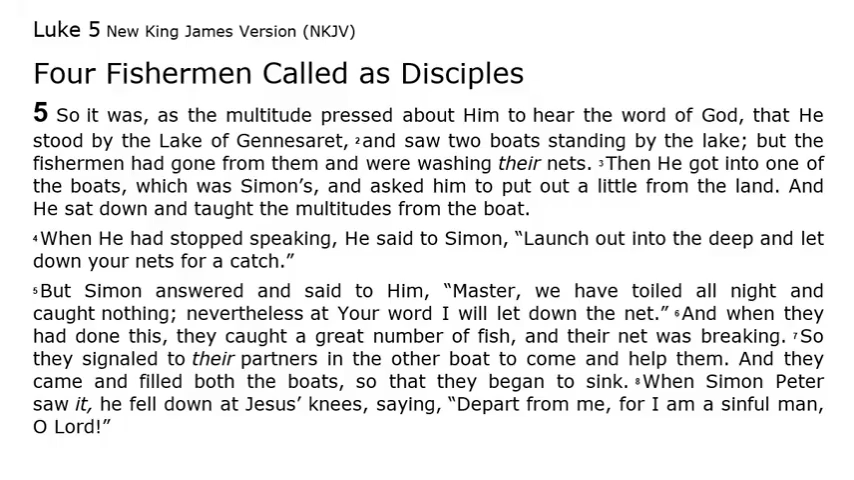 Luke 5 New King James Version (NKJV)
Four Fishermen Called as Disciples
5 So it was, as the multitude pressed about Him to hear the word of God, that He
stood by the Lake of Gennesaret, 2 and saw two boats standing by the lake; but the
fishermen had gone from them and were washing their nets. 3 Then He got into one of
the boats, which was Simon’s, and asked him to put out a little from the land. And
He sat down and taught the multitudes from the boat.
4 When He had stopped speaking, He said to Simon, “Launch out into the deep and let
down your nets for a catch.”
5 But Simon answered and said to Him, “Master, we have toiled all night and
caught nothing; nevertheless at Your word I will let down the net.” 6 And when they
had done this, they caught a great number of fish, and their net was breaking. 7 So
they signaled to their partners in the other boat to come and help them. And they
came and filled both the boats, so that they began to sink. 8 When Simon Peter
saw it, he fell down at Jesus’ knees, saying, “Depart from me, for I am a sinful man,
O Lord!”